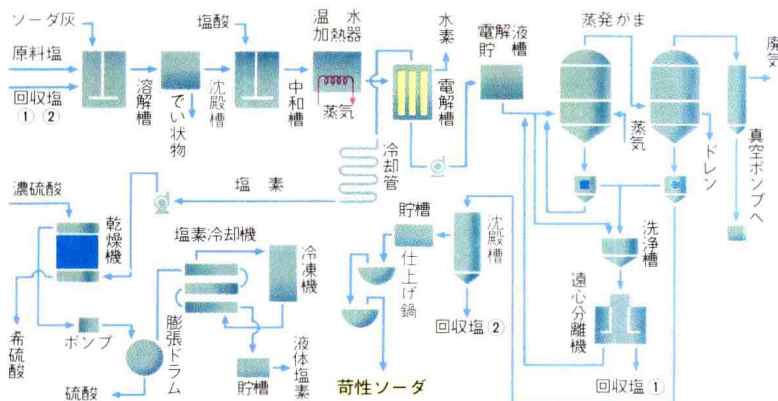 ソーダ灰
原料塩
回収塩
① ②
溶解槽
でい状物
沈殿槽
塩酸
中和槽
温水
加熱器
蒸気
水素
電解槽
冷却管
電解液
貯槽
蒸発がま
蒸気
ドレン
廃気
真空ポンプへ
塩素
濃硫酸
乾燥機
希硫酸
ポンプ
硫酸
膨張ドラム
塩素冷却機
冷凍機
貯槽
液体塩素
貯槽
仕上げ鍋
沈殿槽
回収塩②
苛性ソーダ
洗浄槽
遠心分離機
回収塩①